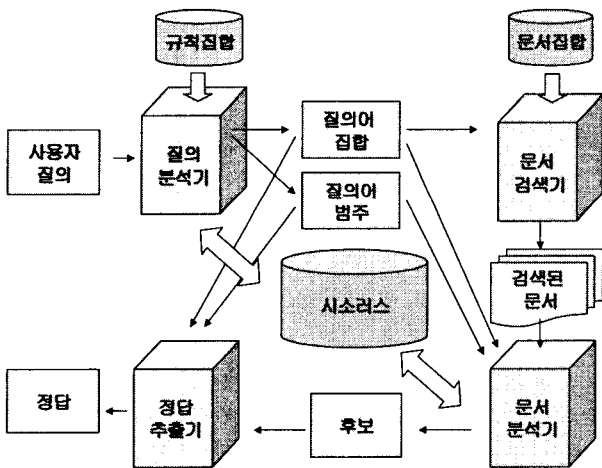 규칙집합
문서집합
사용자
질의
질의
분석기
질의어
집합
질의어
범주
문서
검색기
검색된
문서
시소러스
정답
정답
추출기
후보
문서
분석기